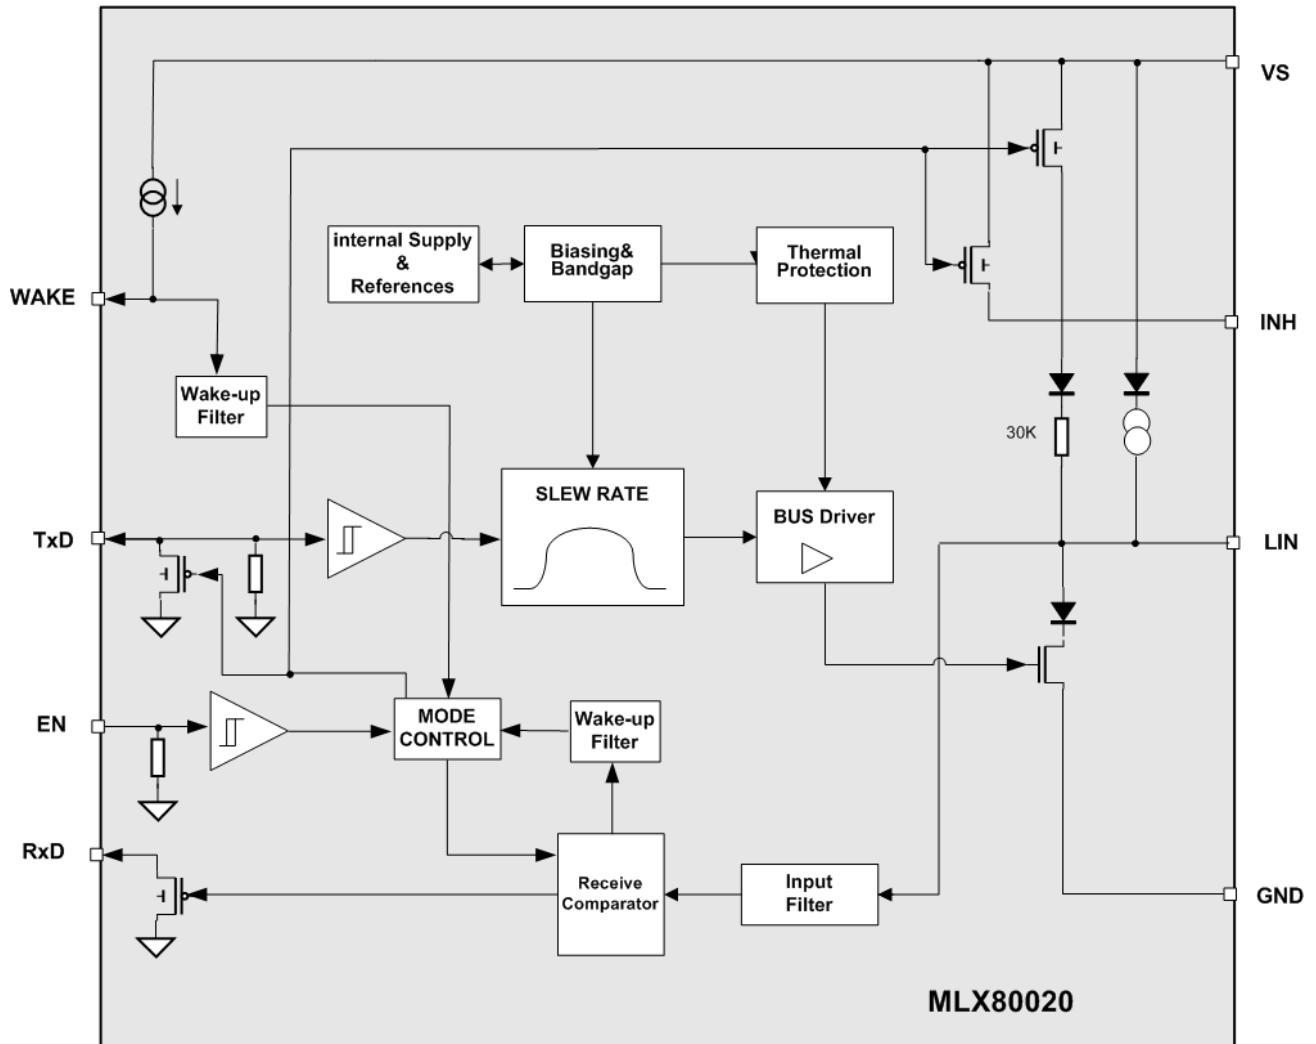 VS
internal Supply
&
References
Biasing&
Bandgap
Thermal
Protection
WAKE
INH
Wake-up
Filter
30K
SLEW RATE
BUS Driver
TxD
LIN
EN
MODE
CONTROL
Wake-up
Filter
RxD
Receive
Comparator
Input
Filter
GND
MLX80020